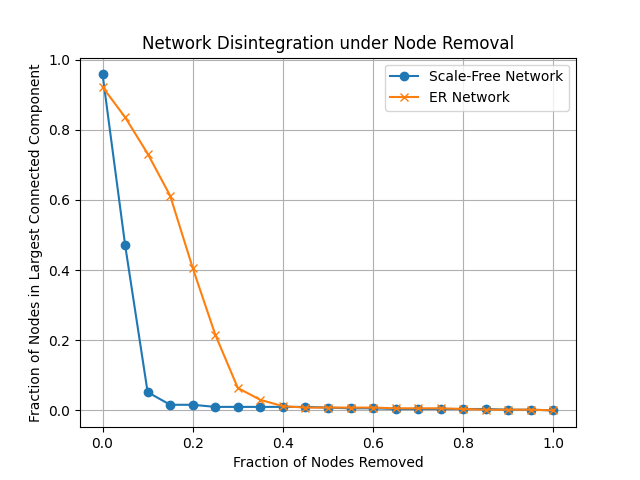 Network Disintegration under Node Removal
Scale-Free Network
ER Network
Fraction of Nodes in Largest Connected Component
1.0
0.8
0.6
0.4
0.2
0.0
0.0 0.2 0.4 0.6 0.8 1.0
Fraction of Nodes Removed